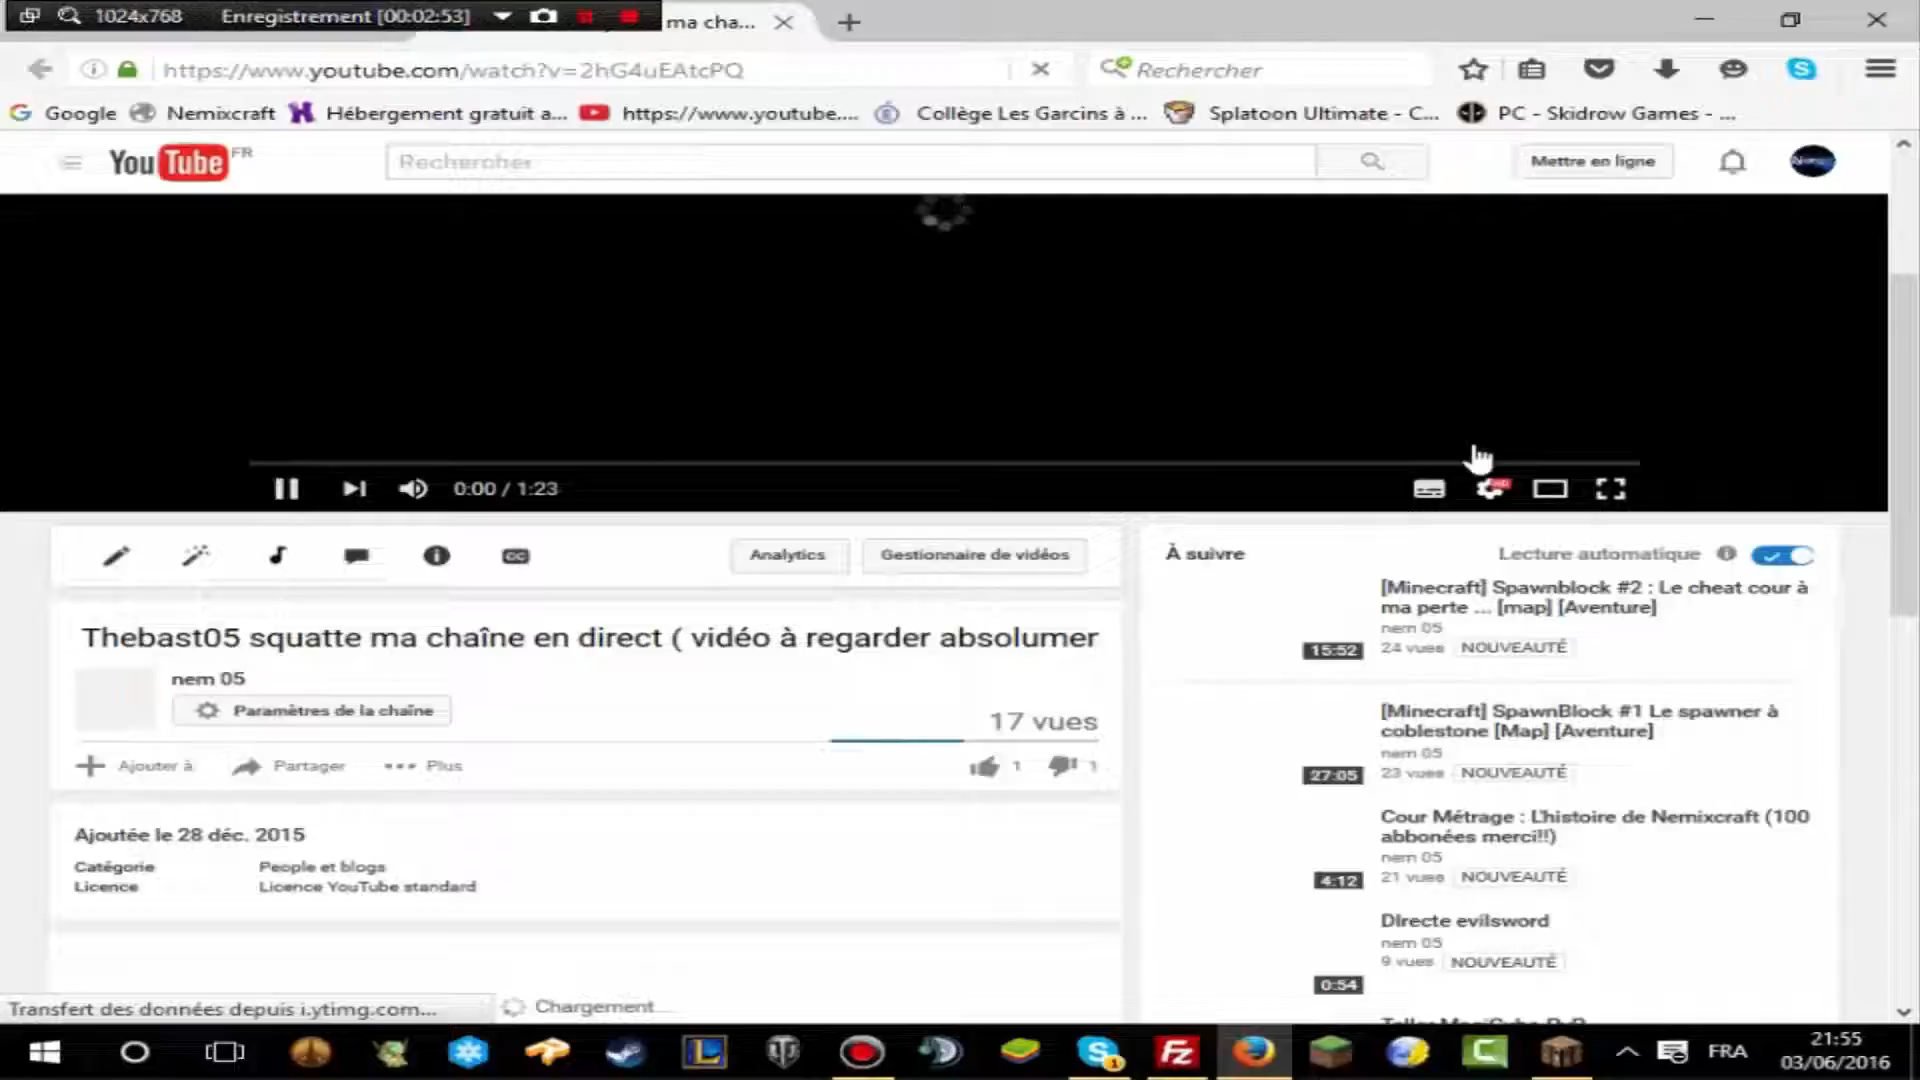 1024x768 Enregistrement [00:02:53]
ma cha...
https://www.youtube.com/watch?v=2hG4uEAtcPQ
Rechercher
Google Nemixcraft Hébergement gratuit a... https://www.youtube.... Collège Les Garcins à ... Splatoon Ultimate - C... PC - Skidrow Games - ...
YouTube FR
Rechercher
Mettre en ligne
0:00 / 1:23
Analytics
Gestionnaire de vidéos
À suivre
Lecture automatique
Thebast05 squatte ma chaîne en direct ( vidéo à regarder absolumer
nem 05
Paramètres de la chaîne
17 vues
Ajouter à Partager Plus
1 1
Ajoutée le 28 déc. 2015
Catégorie People et blogs
Licence Licence YouTube standard
[Minecraft] Spawnblock #2 : Le cheat cour à
ma perte ... [map] [Aventure]
nem 05
15:52
24 vues NOUVEAUTÉ
[Minecraft] SpawnBlock #1 Le spawner à
coblestone [Map] [Aventure]
nem 05
27:05
23 vues NOUVEAUTÉ
Cour Métrage : L'histoire de Nemixcraft (100
abbonées merci!!)
nem 05
4:12
21 vues NOUVEAUTÉ
DIrecte evilsword
nem 05
9 vues NOUVEAUTÉ
0:54
Transfert des données depuis i.ytimg.com...
Chargement
FRA
21:55
03/06/2016